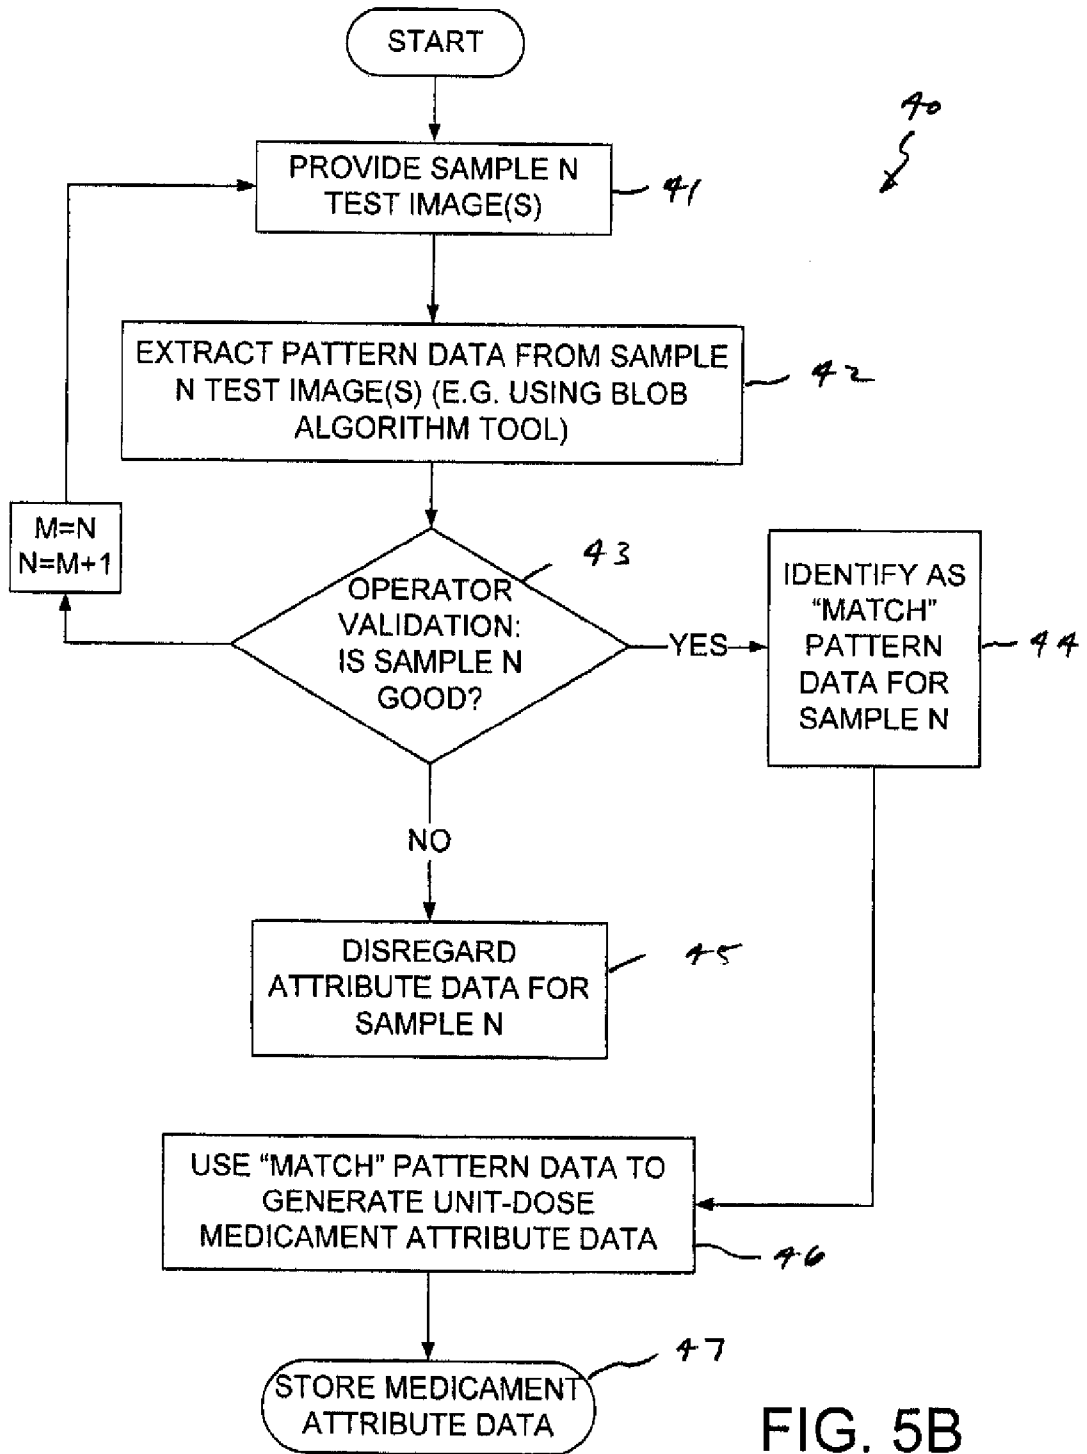 START
40
PROVIDE SAMPLE N
TEST IMAGE(S)
41
EXTRACT PATTERN DATA FROM SAMPLE
N TEST IMAGE(S) (E.G. USING BLOB
ALGORITHM TOOL)
42
M=N
N=M+1
43
OPERATOR
VALIDATION:
IS SAMPLE N
GOOD?
YES
IDENTIFY AS
“MATCH”
PATTERN
DATA FOR
SAMPLE N
44
NO
DISREGARD
ATTRIBUTE DATA FOR
SAMPLE N
45
USE “MATCH” PATTERN DATA TO
GENERATE UNIT-DOSE
MEDICAMENT ATTRIBUTE DATA
46
STORE MEDICAMENT
ATTRIBUTE DATA
47
FIG. 5B